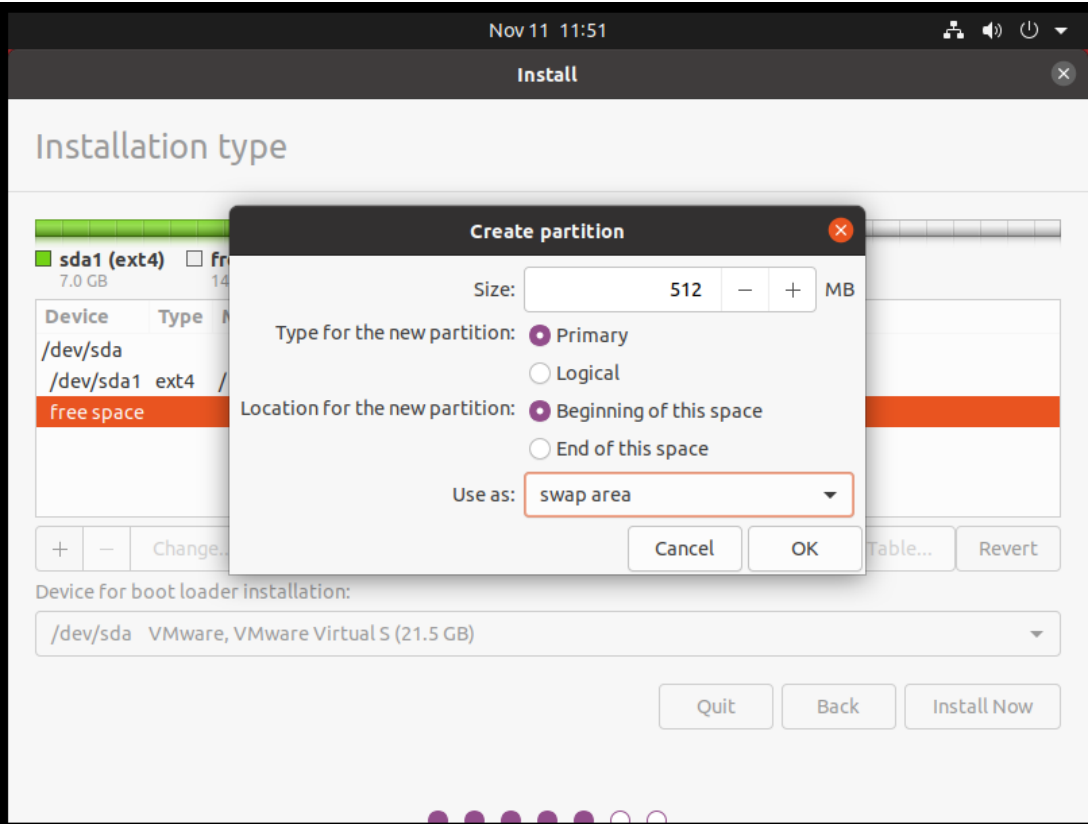 Nov 11 11:51
Install
Installation type
Create partition
sda1 (ext4)
7.0 GB
Size: 512 MB
Type for the new partition: Primary
Logical
Location for the new partition: Beginning of this space
End of this space
Use as: swap area
Cancel OK
Device Type
/dev/sda
/dev/sda1 ext4 /
free space
+ − Change... Table... Revert
Device for boot loader installation:
/dev/sda VMware, VMware Virtual S (21.5 GB)
Quit Back Install Now